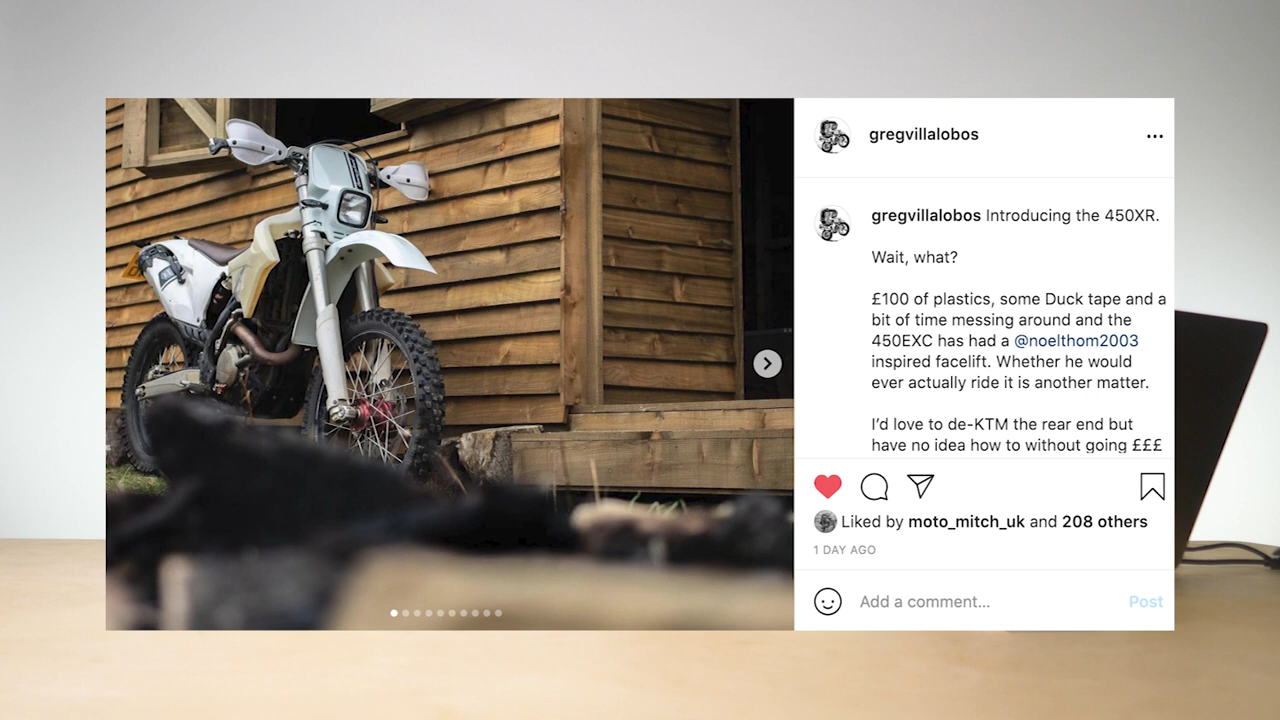 gregvillalobos
gregvillalobos Introducing the 450XR.
Wait, what?
£100 of plastics, some Duck tape and a
bit of time messing around and the
450EXC has had a @noelthom2003
inspired facelift. Whether he would
ever actually ride it is another matter.
I'd love to de-KTM the rear end but
have no idea how to without going £££
Liked by moto_mitch_uk and 208 others
1 DAY AGO
Add a comment...
Post